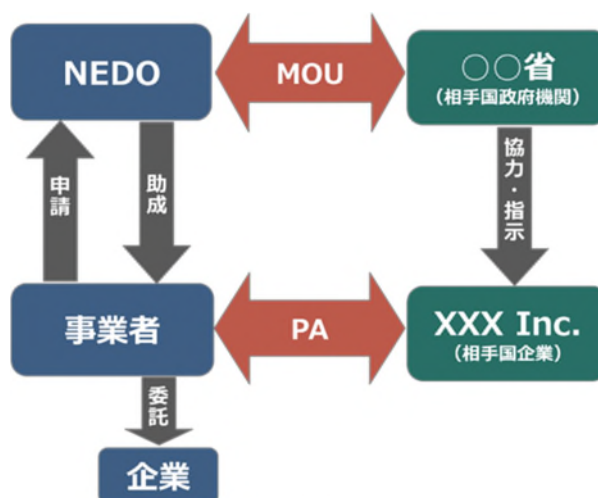 NEDO
MOU
○○省
(相手国政府機関)
申請
助成
協力・指示
事業者
PA
XXX Inc.
(相手国企業)
委託
企業